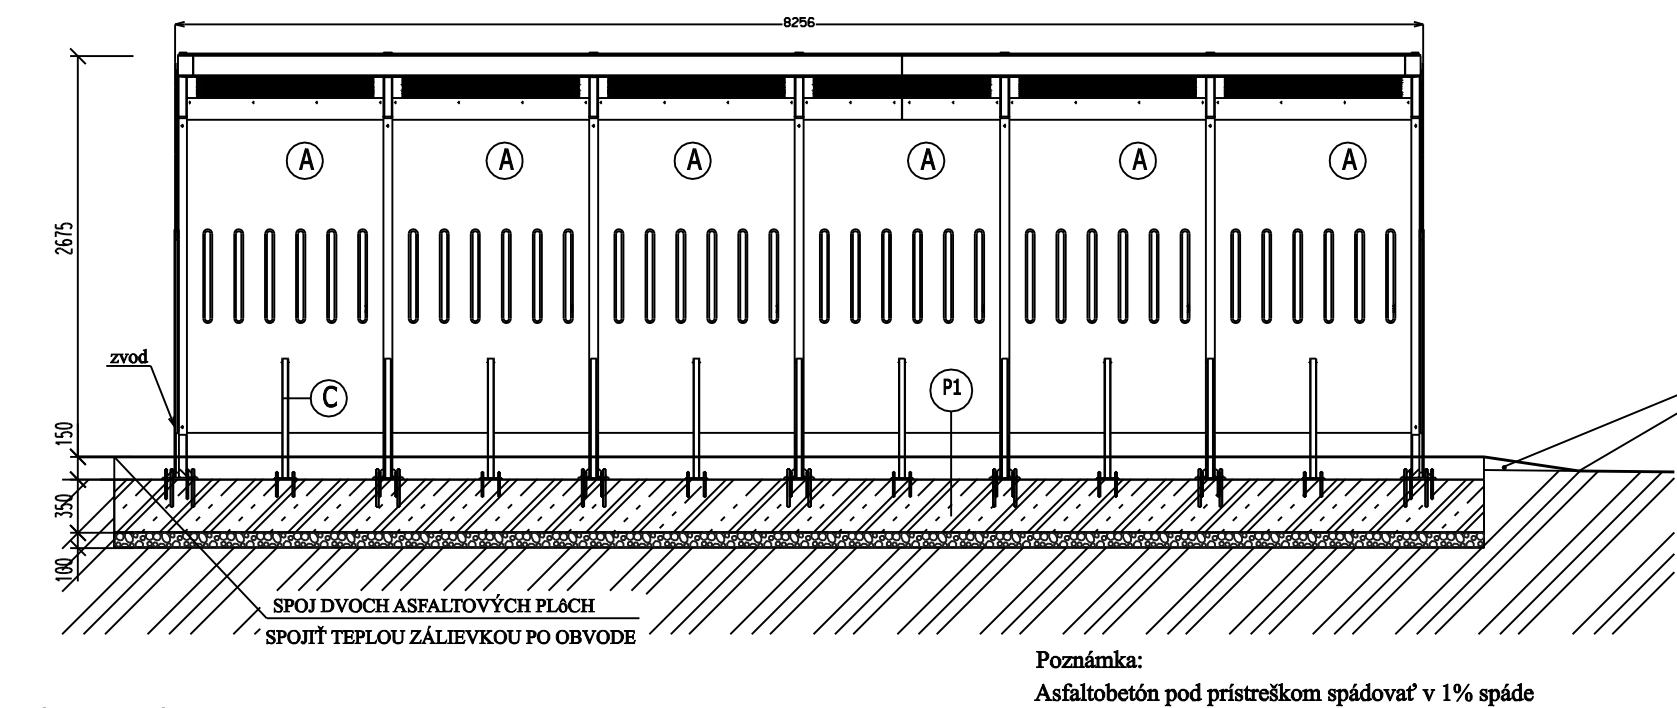 8256
A A A A A A
2675
zvod
C
P1
150
350
100
SPOJ DVOCH ASFALTOVÝCH PLôCH
SPOJIŤ TEPLOU ZÁLIEVKOU PO OBVODE
Poznámka:
Asfaltobetón pod prístreškom spádovať v 1% spáde